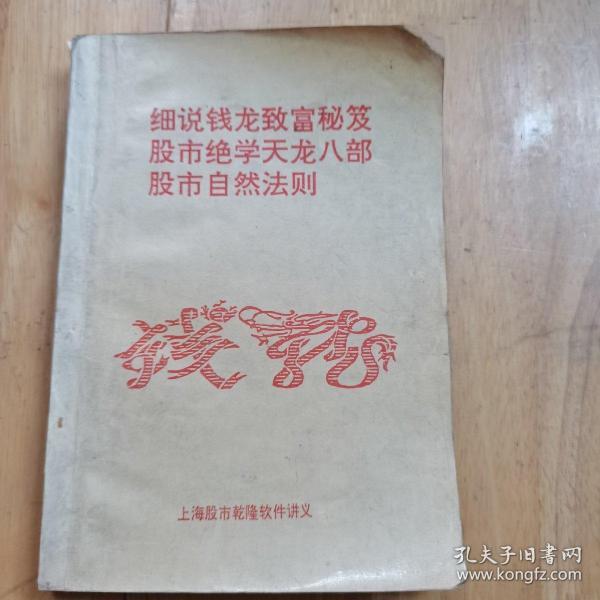 细说钱龙致富秘笈
股市绝学天龙八部
股市自然法则
钱龙
上海股市乾隆软件讲义
孔夫子旧书网
www.kongfz.com